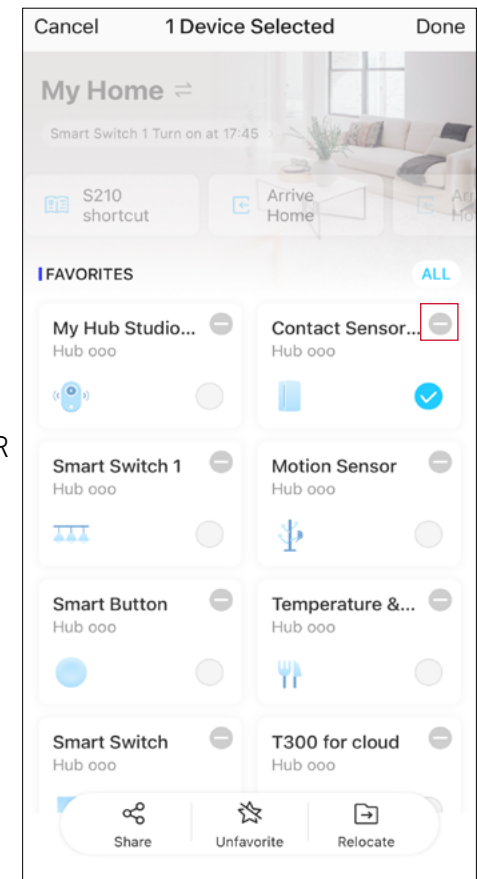 Cancel 1 Device Selected Done
My Home
Smart Switch 1 Turn on at 17:45
S210
shortcut
Arrive
Home
Arr
Ho
FAVORITES ALL
My Hub Studio...
Hub ooo
Contact Sensor...
Hub ooo
R
Smart Switch 1
Hub ooo
Motion Sensor
Hub ooo
Smart Button
Hub ooo
Temperature &...
Hub ooo
Smart Switch
Hub ooo
T300 for cloud
Hub ooo
Share Unfavorite Relocate